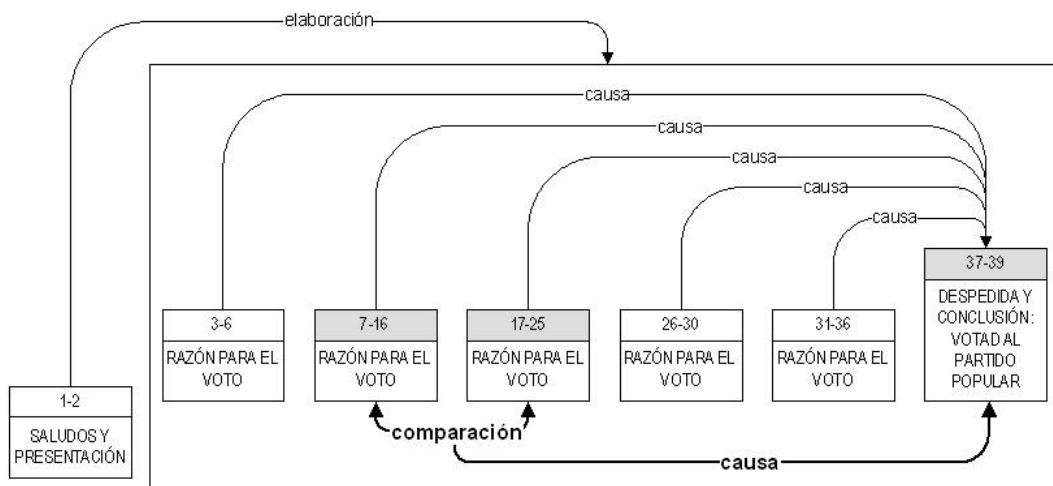 elaboración
causa
causa
causa
causa
causa
37-39
DESPEDIDA Y
CONCLUSIÓN:
VOTAD AL
PARTIDO
POPULAR
3-6
RAZÓN PARA EL
VOTO
7-16
RAZÓN PARA EL
VOTO
17-25
RAZÓN PARA EL
VOTO
26-30
RAZÓN PARA EL
VOTO
31-36
RAZÓN PARA EL
VOTO
1-2
SALUDOS Y
PRESENTACIÓN
comparación
causa